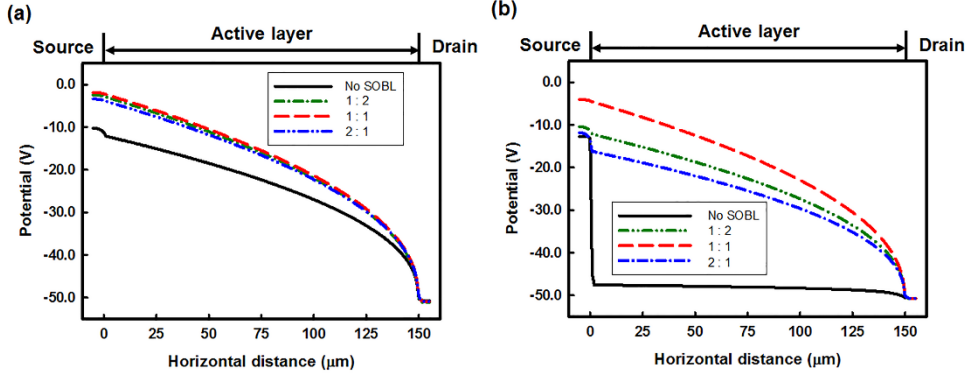 (a)
Source
Active layer
Drain
No SOBL
1 : 2
1 : 1
2 : 1
Potential (V)
0.0
-10.0
-20.0
-30.0
-40.0
-50.0
0 25 50 75 100 125 150
Horizontal distance (μm)
(b)
Source
Active layer
Drain
No SOBL
1 : 2
1 : 1
2 : 1
Potential (V)
0.0
-10.0
-20.0
-30.0
-40.0
-50.0
0 25 50 75 100 125 150
Horizontal distance (μm)